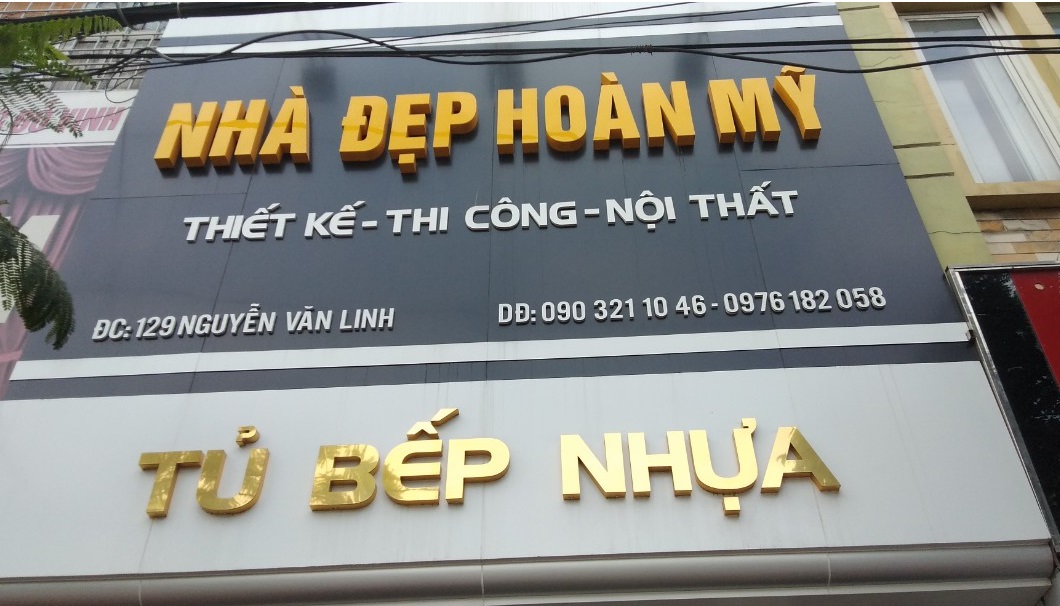 NHÀ ĐẸP HOÀN MỸ
THIẾT KẾ - THI CÔNG - NỘI THẤT
ĐC: 129 NGUYỄN VĂN LINH
DĐ: 090 321 10 46 - 0976 182 058
TỦ BẾP NHỰA